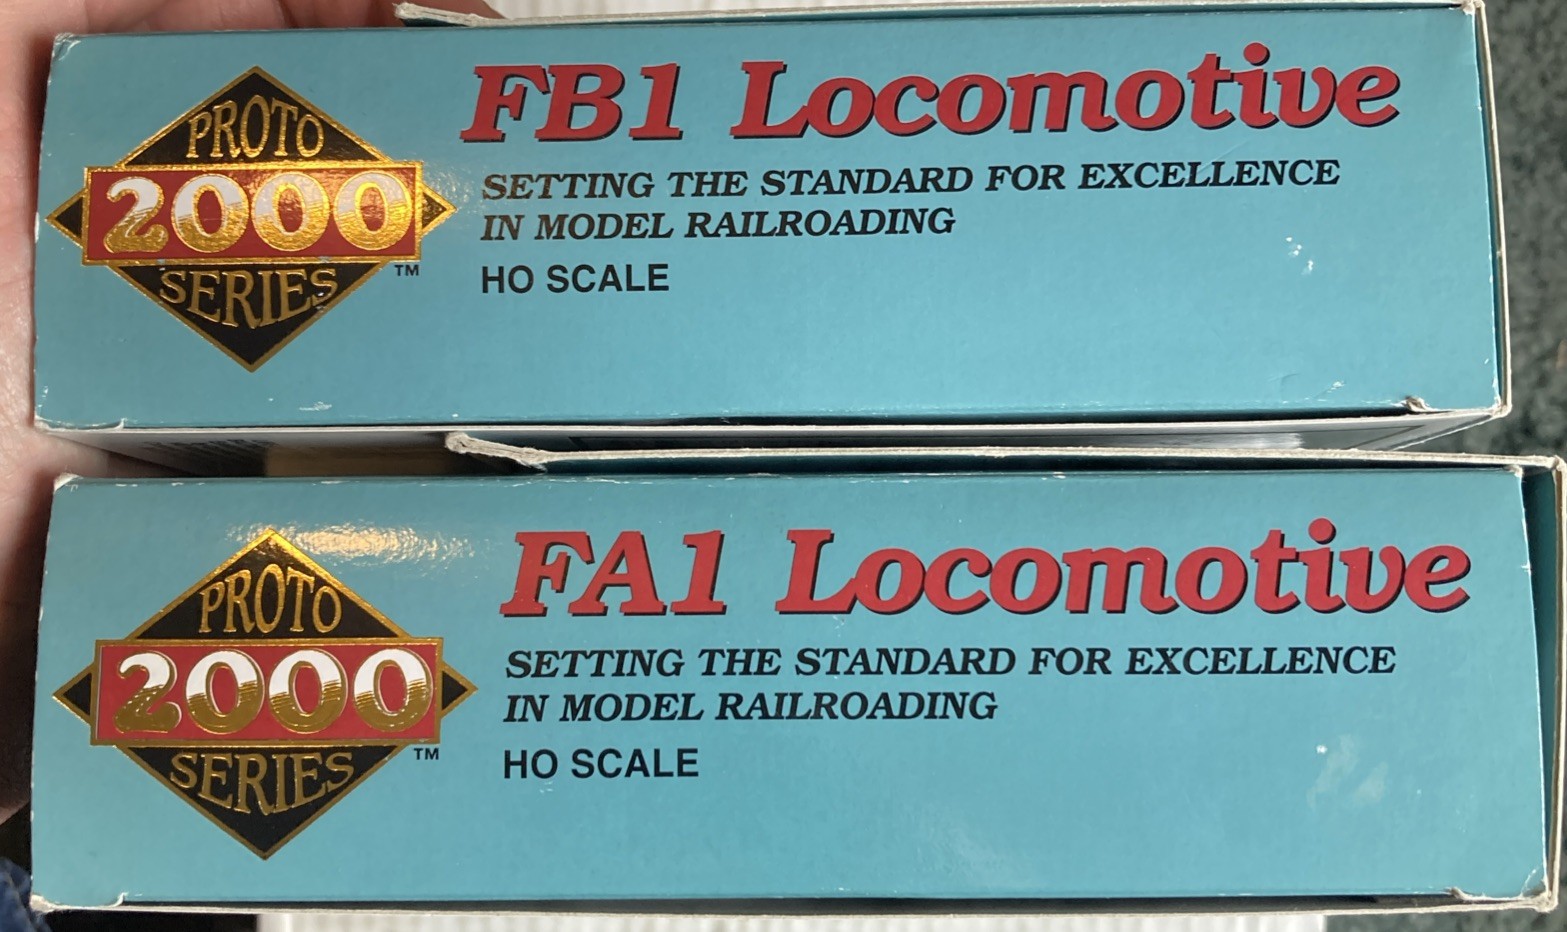 PROTO
2000
SERIES
TM
FB1 Locomotive
SETTING THE STANDARD FOR EXCELLENCE
IN MODEL RAILROADING
HO SCALE
PROTO
2000
SERIES
TM
FA1 Locomotive
SETTING THE STANDARD FOR EXCELLENCE
IN MODEL RAILROADING
HO SCALE